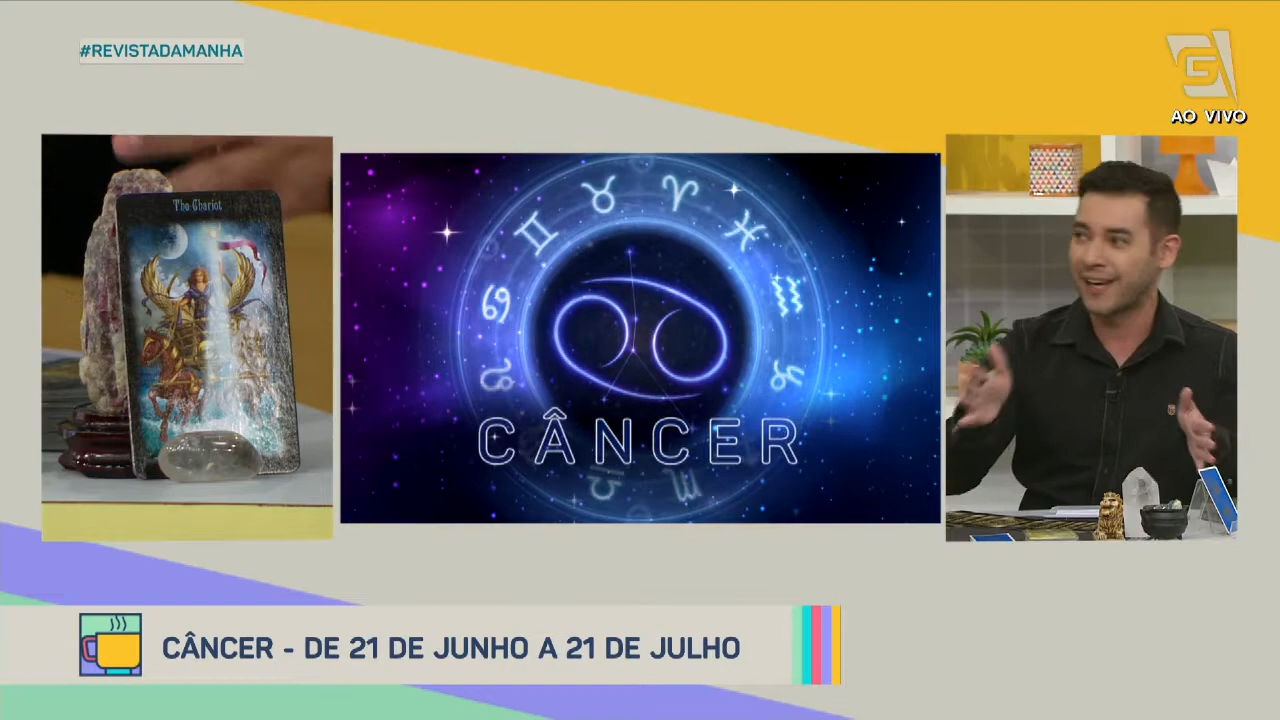 #REVISTADAMANHA
G
AO VIVO
The Chariot
CÂNCER
CÂNCER - DE 21 DE JUNHO A 21 DE JULHO